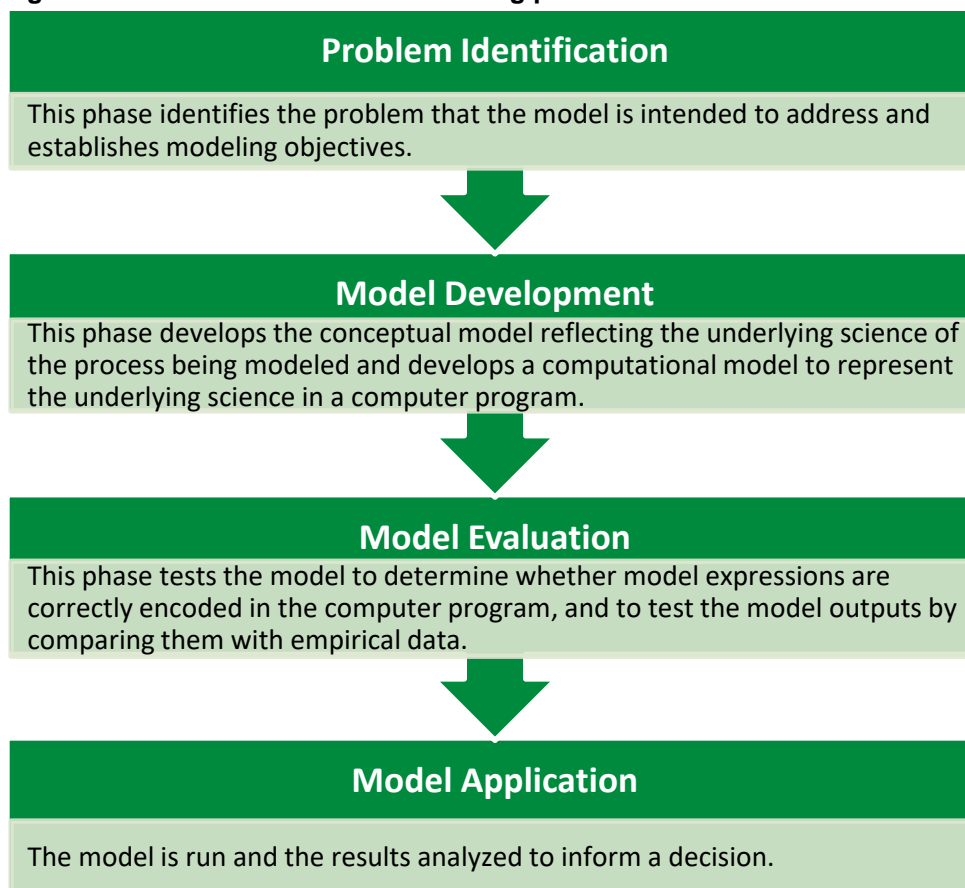 Problem Identification
This phase identifies the problem that the model is intended to address and
establishes modeling objectives.
Model Development
This phase develops the conceptual model reflecting the underlying science of
the process being modeled and develops a computational model to represent
the underlying science in a computer program.
Model Evaluation
This phase tests the model to determine whether model expressions are
correctly encoded in the computer program, and to test the model outputs by
comparing them with empirical data.
Model Application
The model is run and the results analyzed to inform a decision.